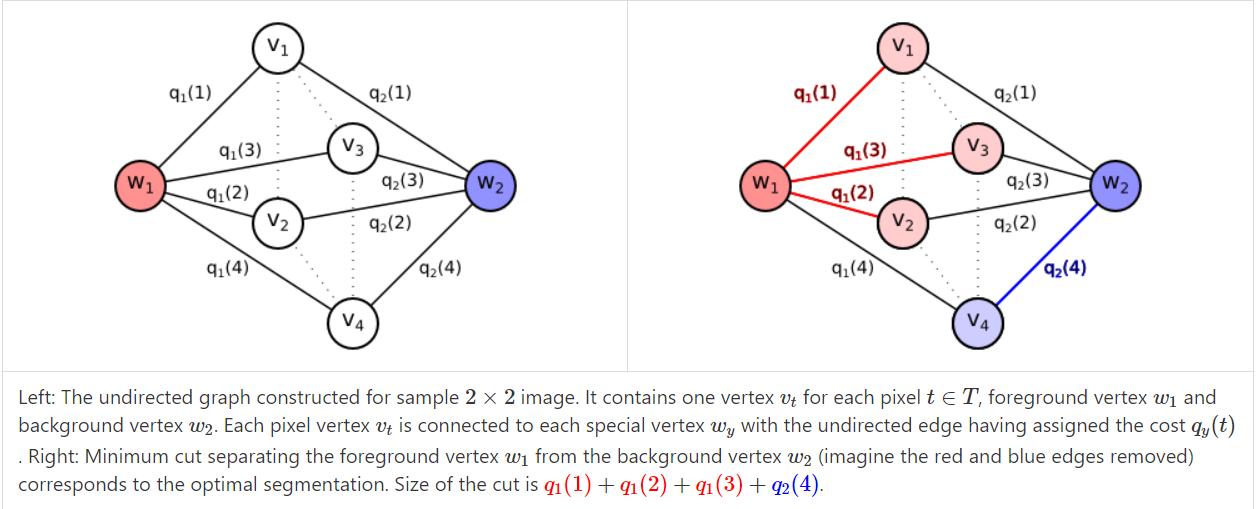 v₁
q₁(1)
q₂(1)
v₃
q₁(3)
w₁
q₂(3)
w₂
q₁(2)
v₂
q₂(2)
q₁(4)
q₂(4)
v₄
v₁
q₁(1)
q₂(1)
v₃
q₁(3)
w₁
q₂(3)
w₂
q₁(2)
v₂
q₂(2)
q₁(4)
q₂(4)
v₄
Left: The undirected graph constructed for sample 2 × 2 image. It contains one vertex vₜ for each pixel t ∈ T, foreground vertex w₁ and
background vertex w₂. Each pixel vertex vₜ is connected to each special vertex w_y with the undirected edge having assigned the cost q_y(t)
. Right: Minimum cut separating the foreground vertex w₁ from the background vertex w₂ (imagine the red and blue edges removed)
corresponds to the optimal segmentation. Size of the cut is q₁(1) + q₁(2) + q₁(3) + q₂(4).